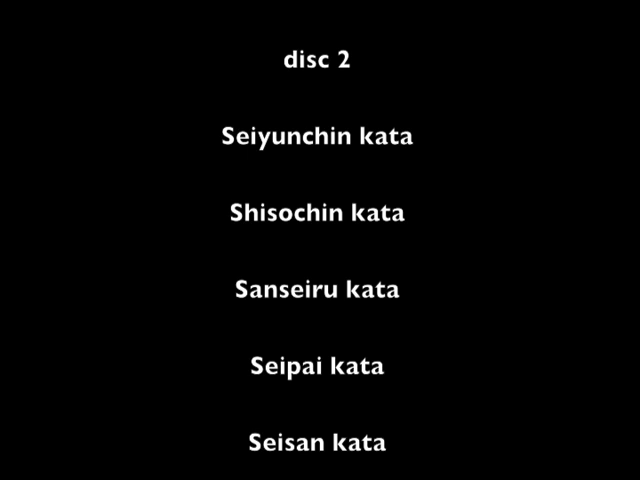 disc 2
Seiyunchin kata
Shisochin kata
Sanseiru kata
Seipai kata
Seisan kata